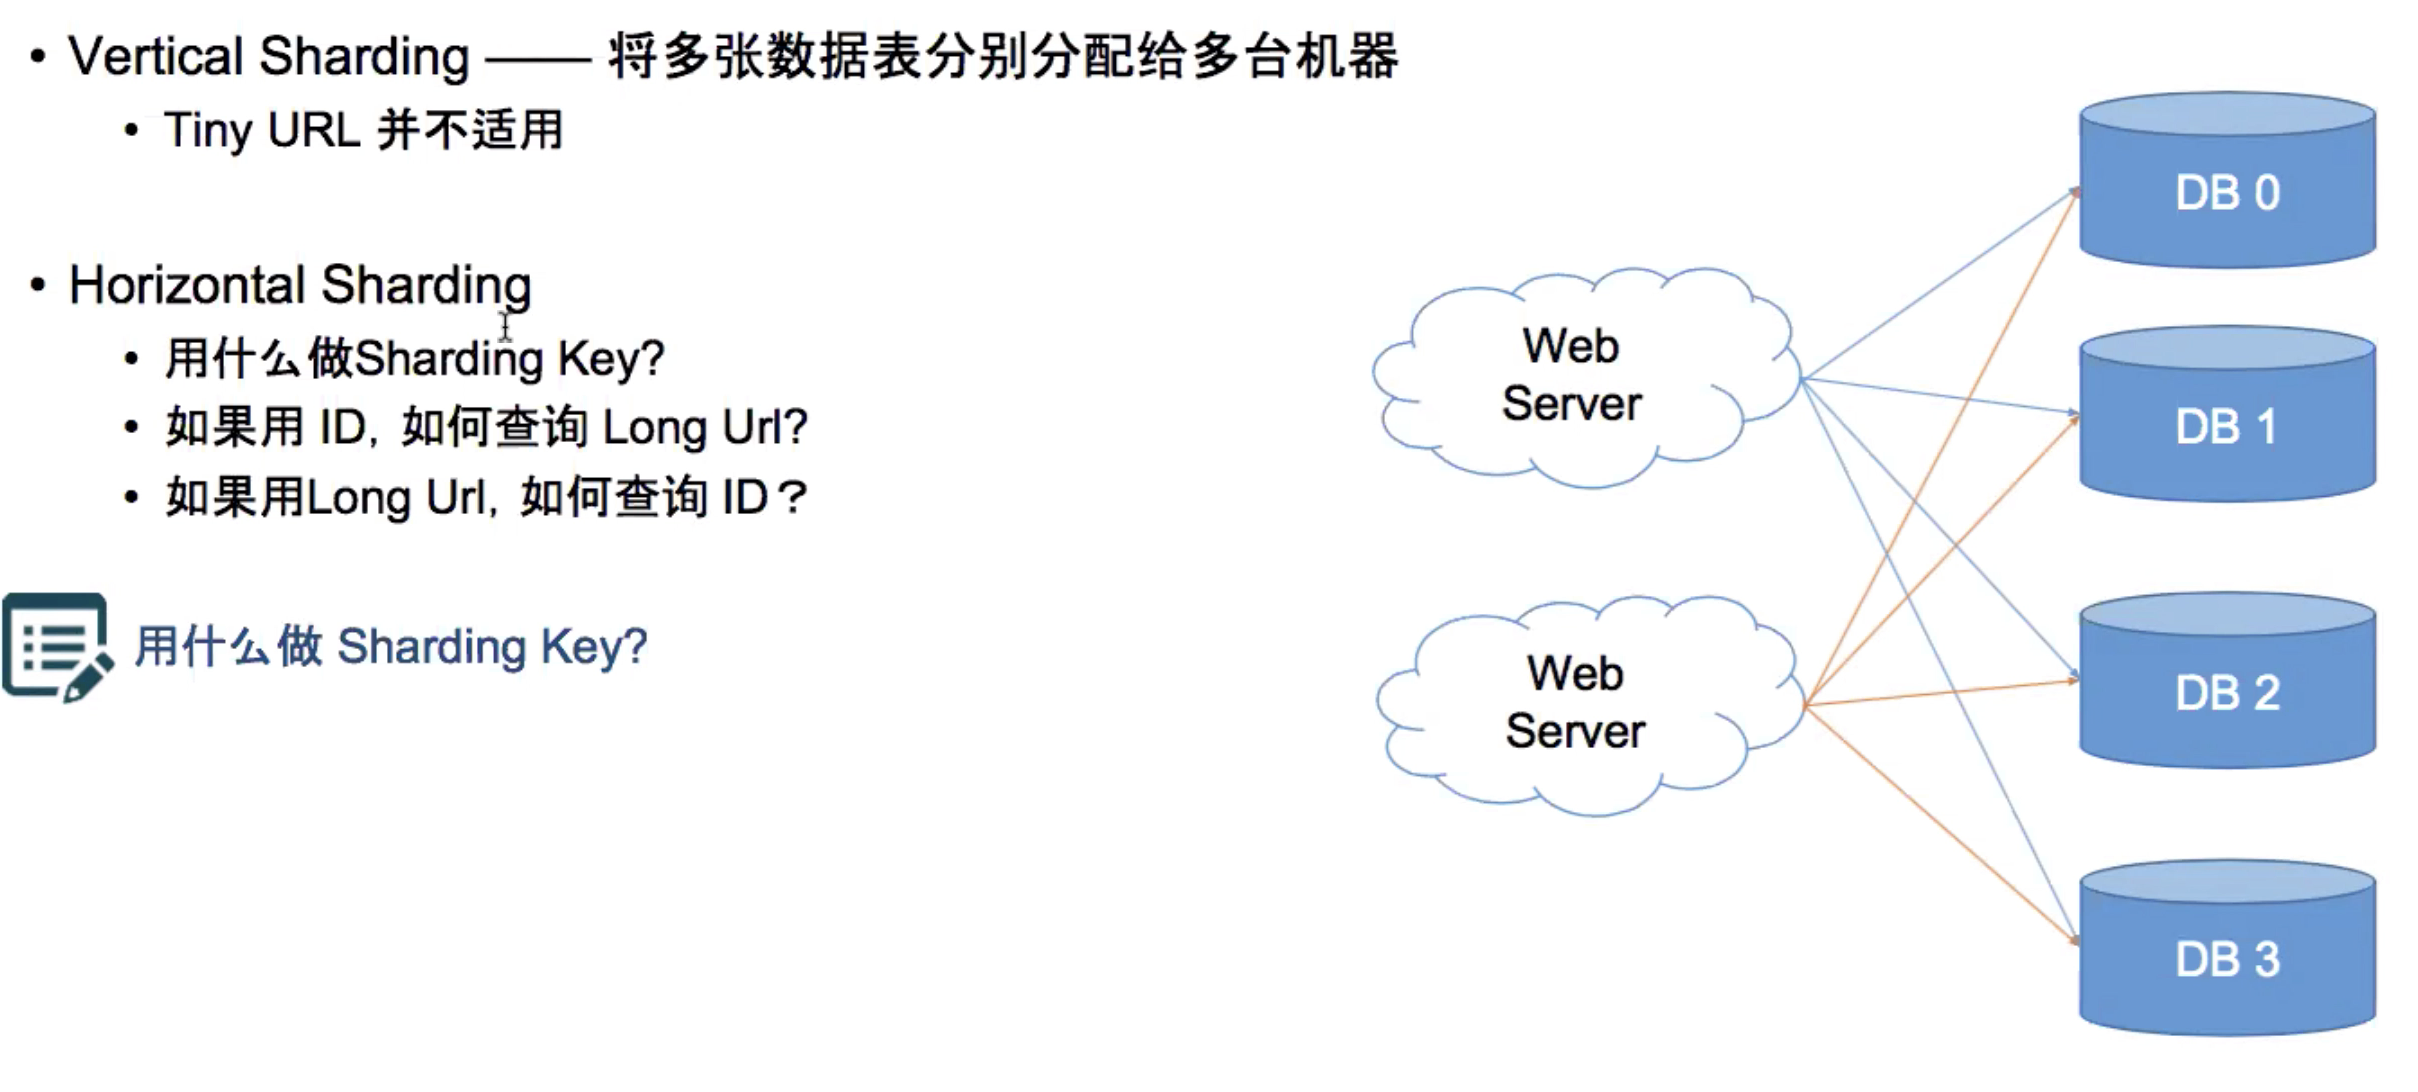 • Vertical Sharding —— 将多张数据表分别分配给多台机器
• Tiny URL 并不适用
• Horizontal Sharding
• 用什么做Sharding Key?
• 如果用 ID, 如何查询 Long Url?
• 如果用Long Url, 如何查询 ID？
用什么做 Sharding Key?
Web
Server
Web
Server
DB 0
DB 1
DB 2
DB 3